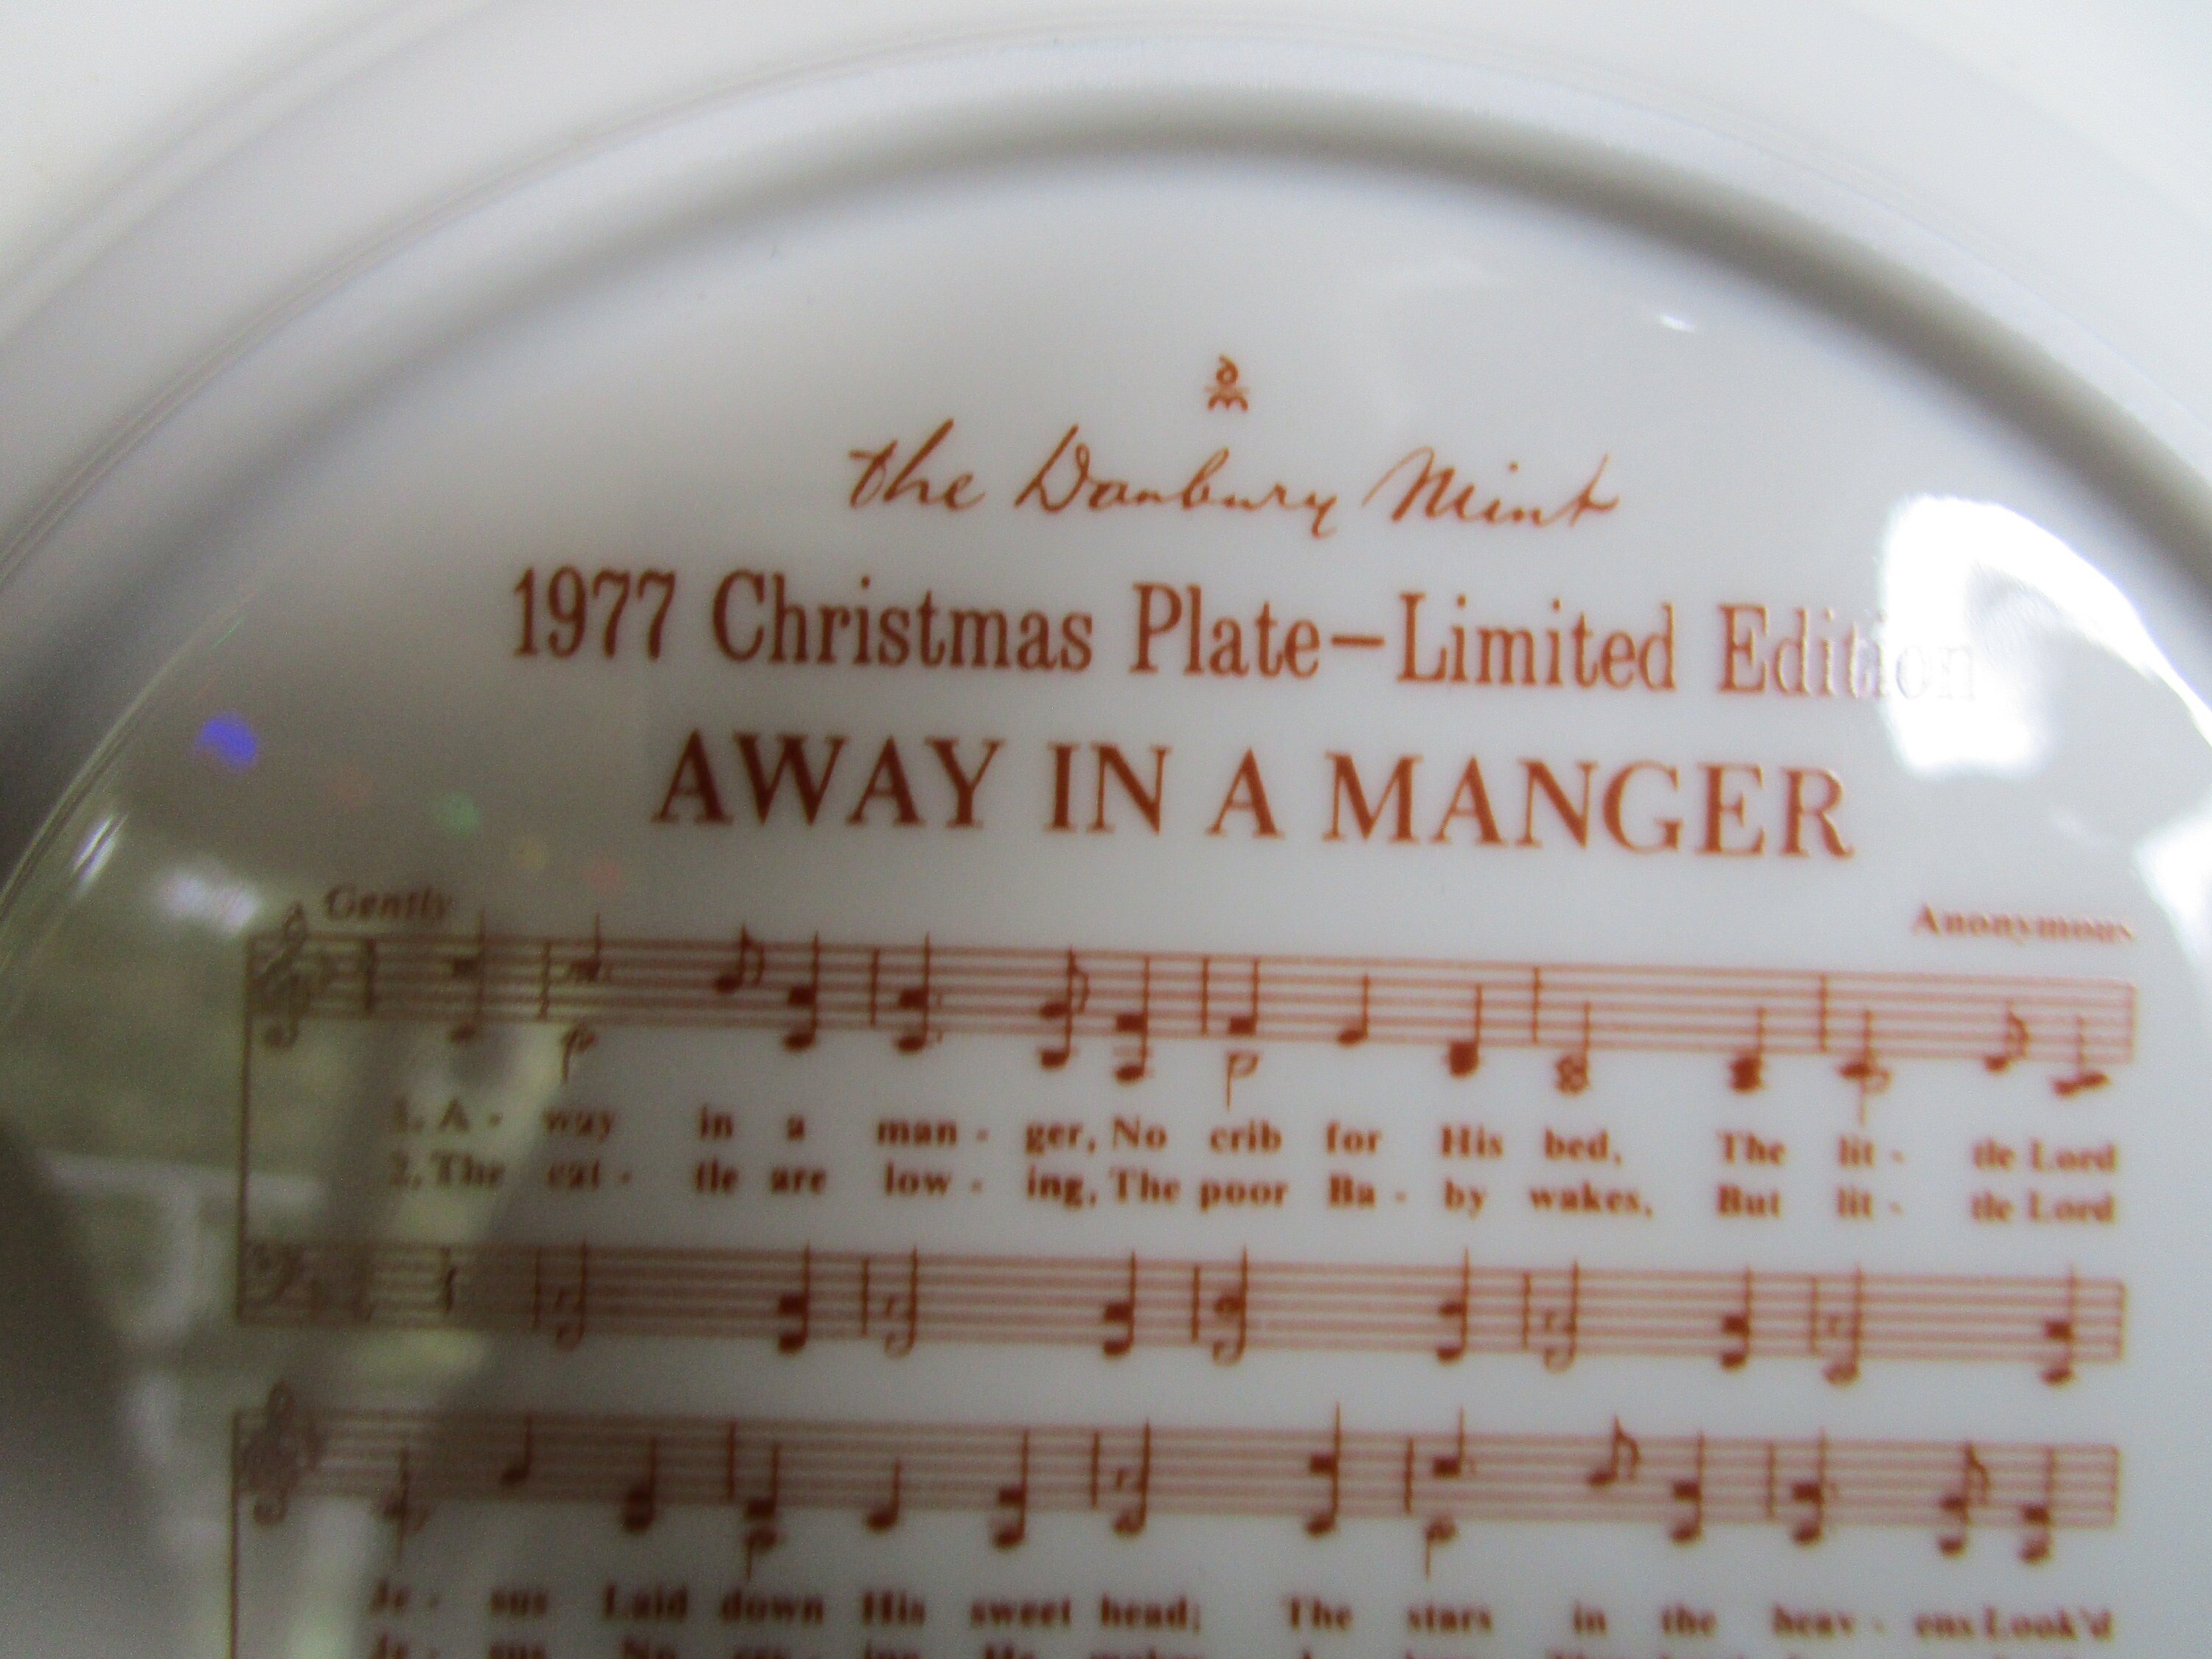 the Danbury Mint
1977 Christmas Plate–Limited Edition
AWAY IN A MANGER
Gently
Anonymous
1. A - way in a man - ger, No crib for His bed, The lit - tle Lord
2. The cat - tle are low - ing, The poor Ba - by wakes, But lit - tle Lord
Je - sus Laid down His sweet head; The stars in the heav - ens Look'd
Je - sus No